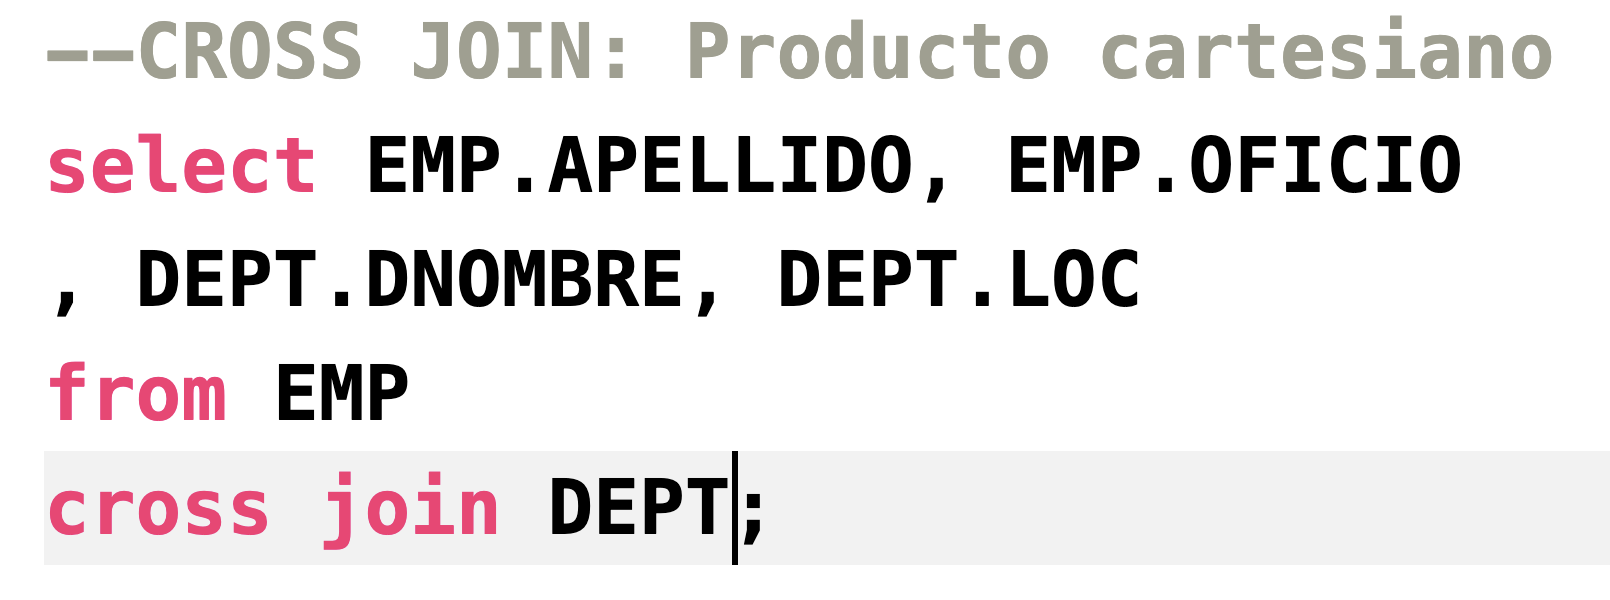 --CROSS JOIN: Producto cartesiano
select EMP.APELLIDO, EMP.OFICIO
, DEPT.DNOMBRE, DEPT.LOC
from EMP
cross join DEPT;